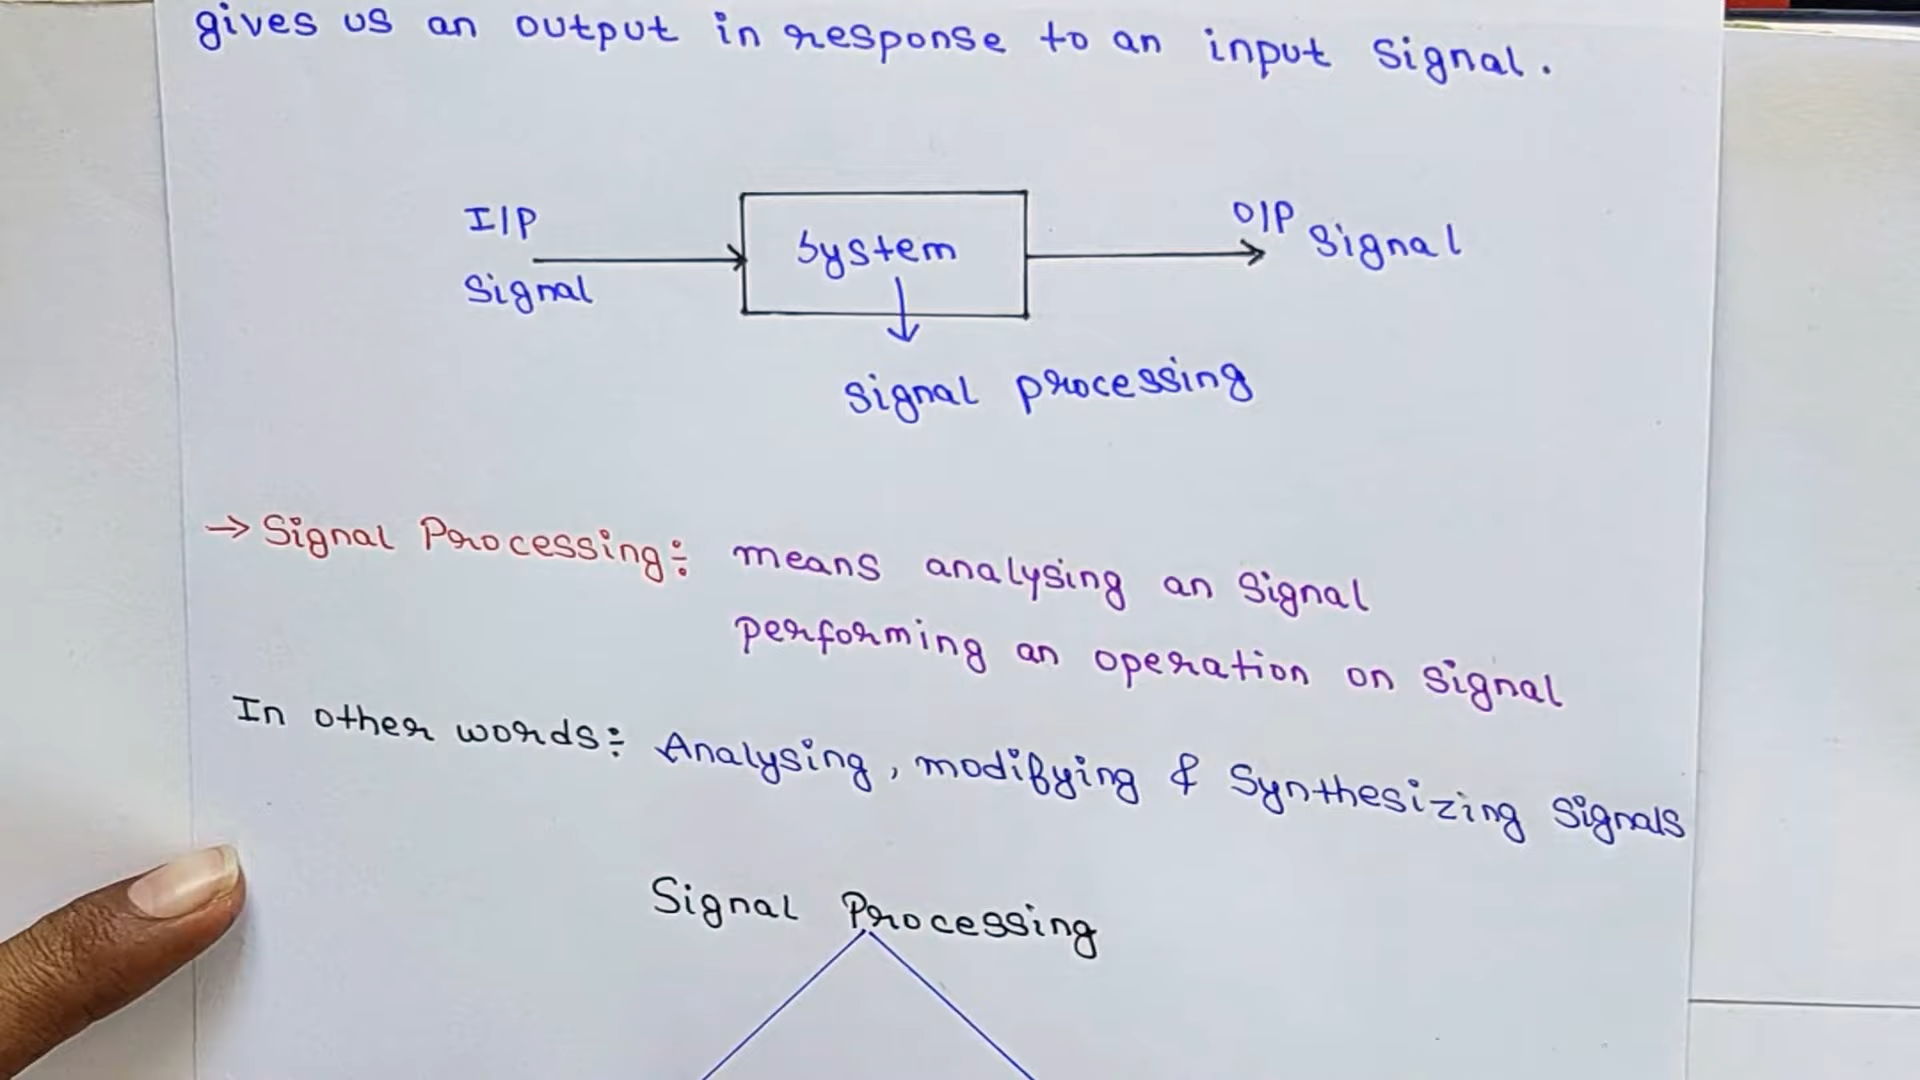 gives us an output in response to an input signal.
I/P
Signal
System
O/P Signal
signal processing
→ Signal Processing: means analysing an signal
performing an operation on signal
In other words: Analysing, modifying & Synthesizing Signals
Signal Processing